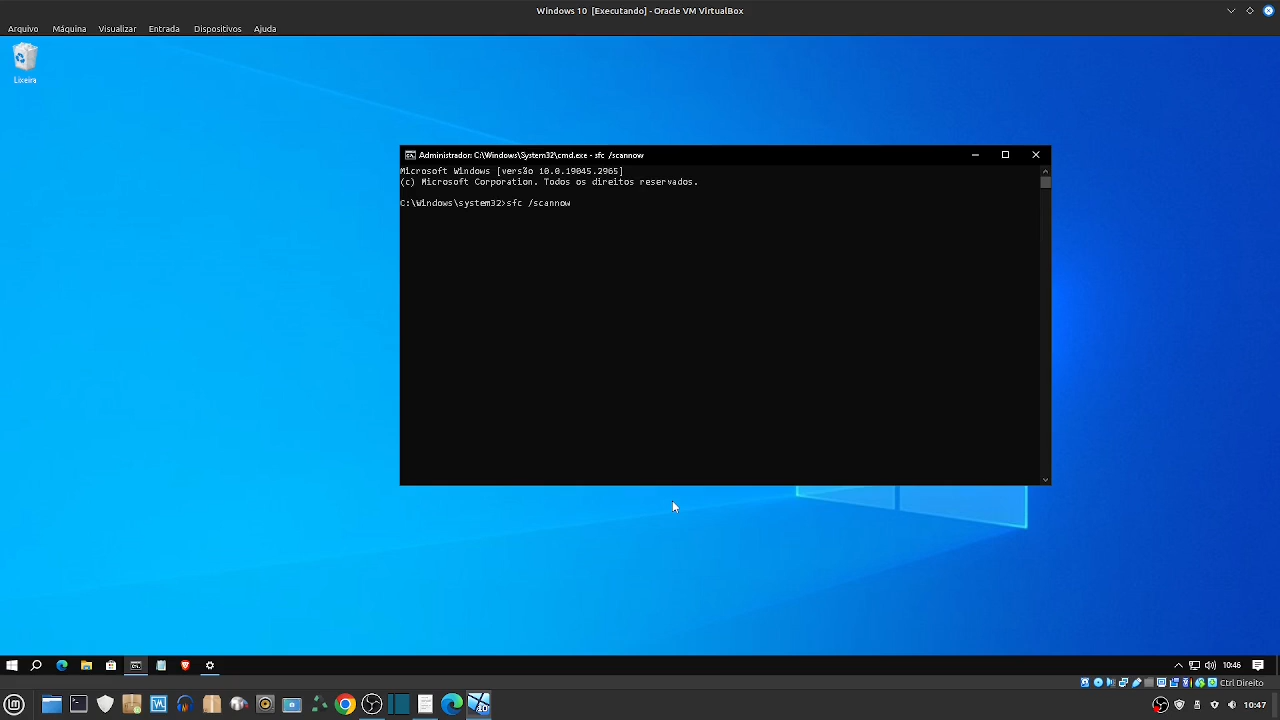 Windows 10 [Executando] - Oracle VM VirtualBox
Arquivo Máquina Visualizar Entrada Dispositivos Ajuda
Lixeira
Administrador: C:\Windows\System32\cmd.exe - sfc /scannow
Microsoft Windows [versão 10.0.19045.2965]
(c) Microsoft Corporation. Todos os direitos reservados.
C:\Windows\system32>sfc /scannow
10:46
Ctrl Direito
10:47